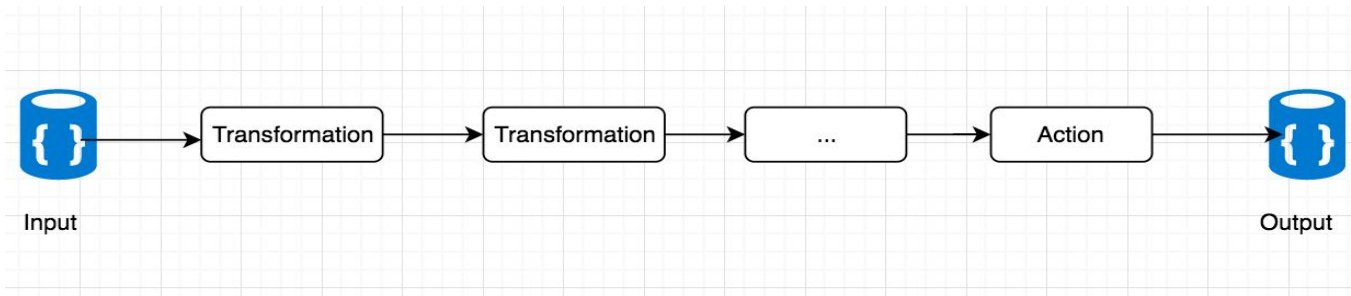 { }
Transformation
Transformation
...
Action
{ }
Input
Output